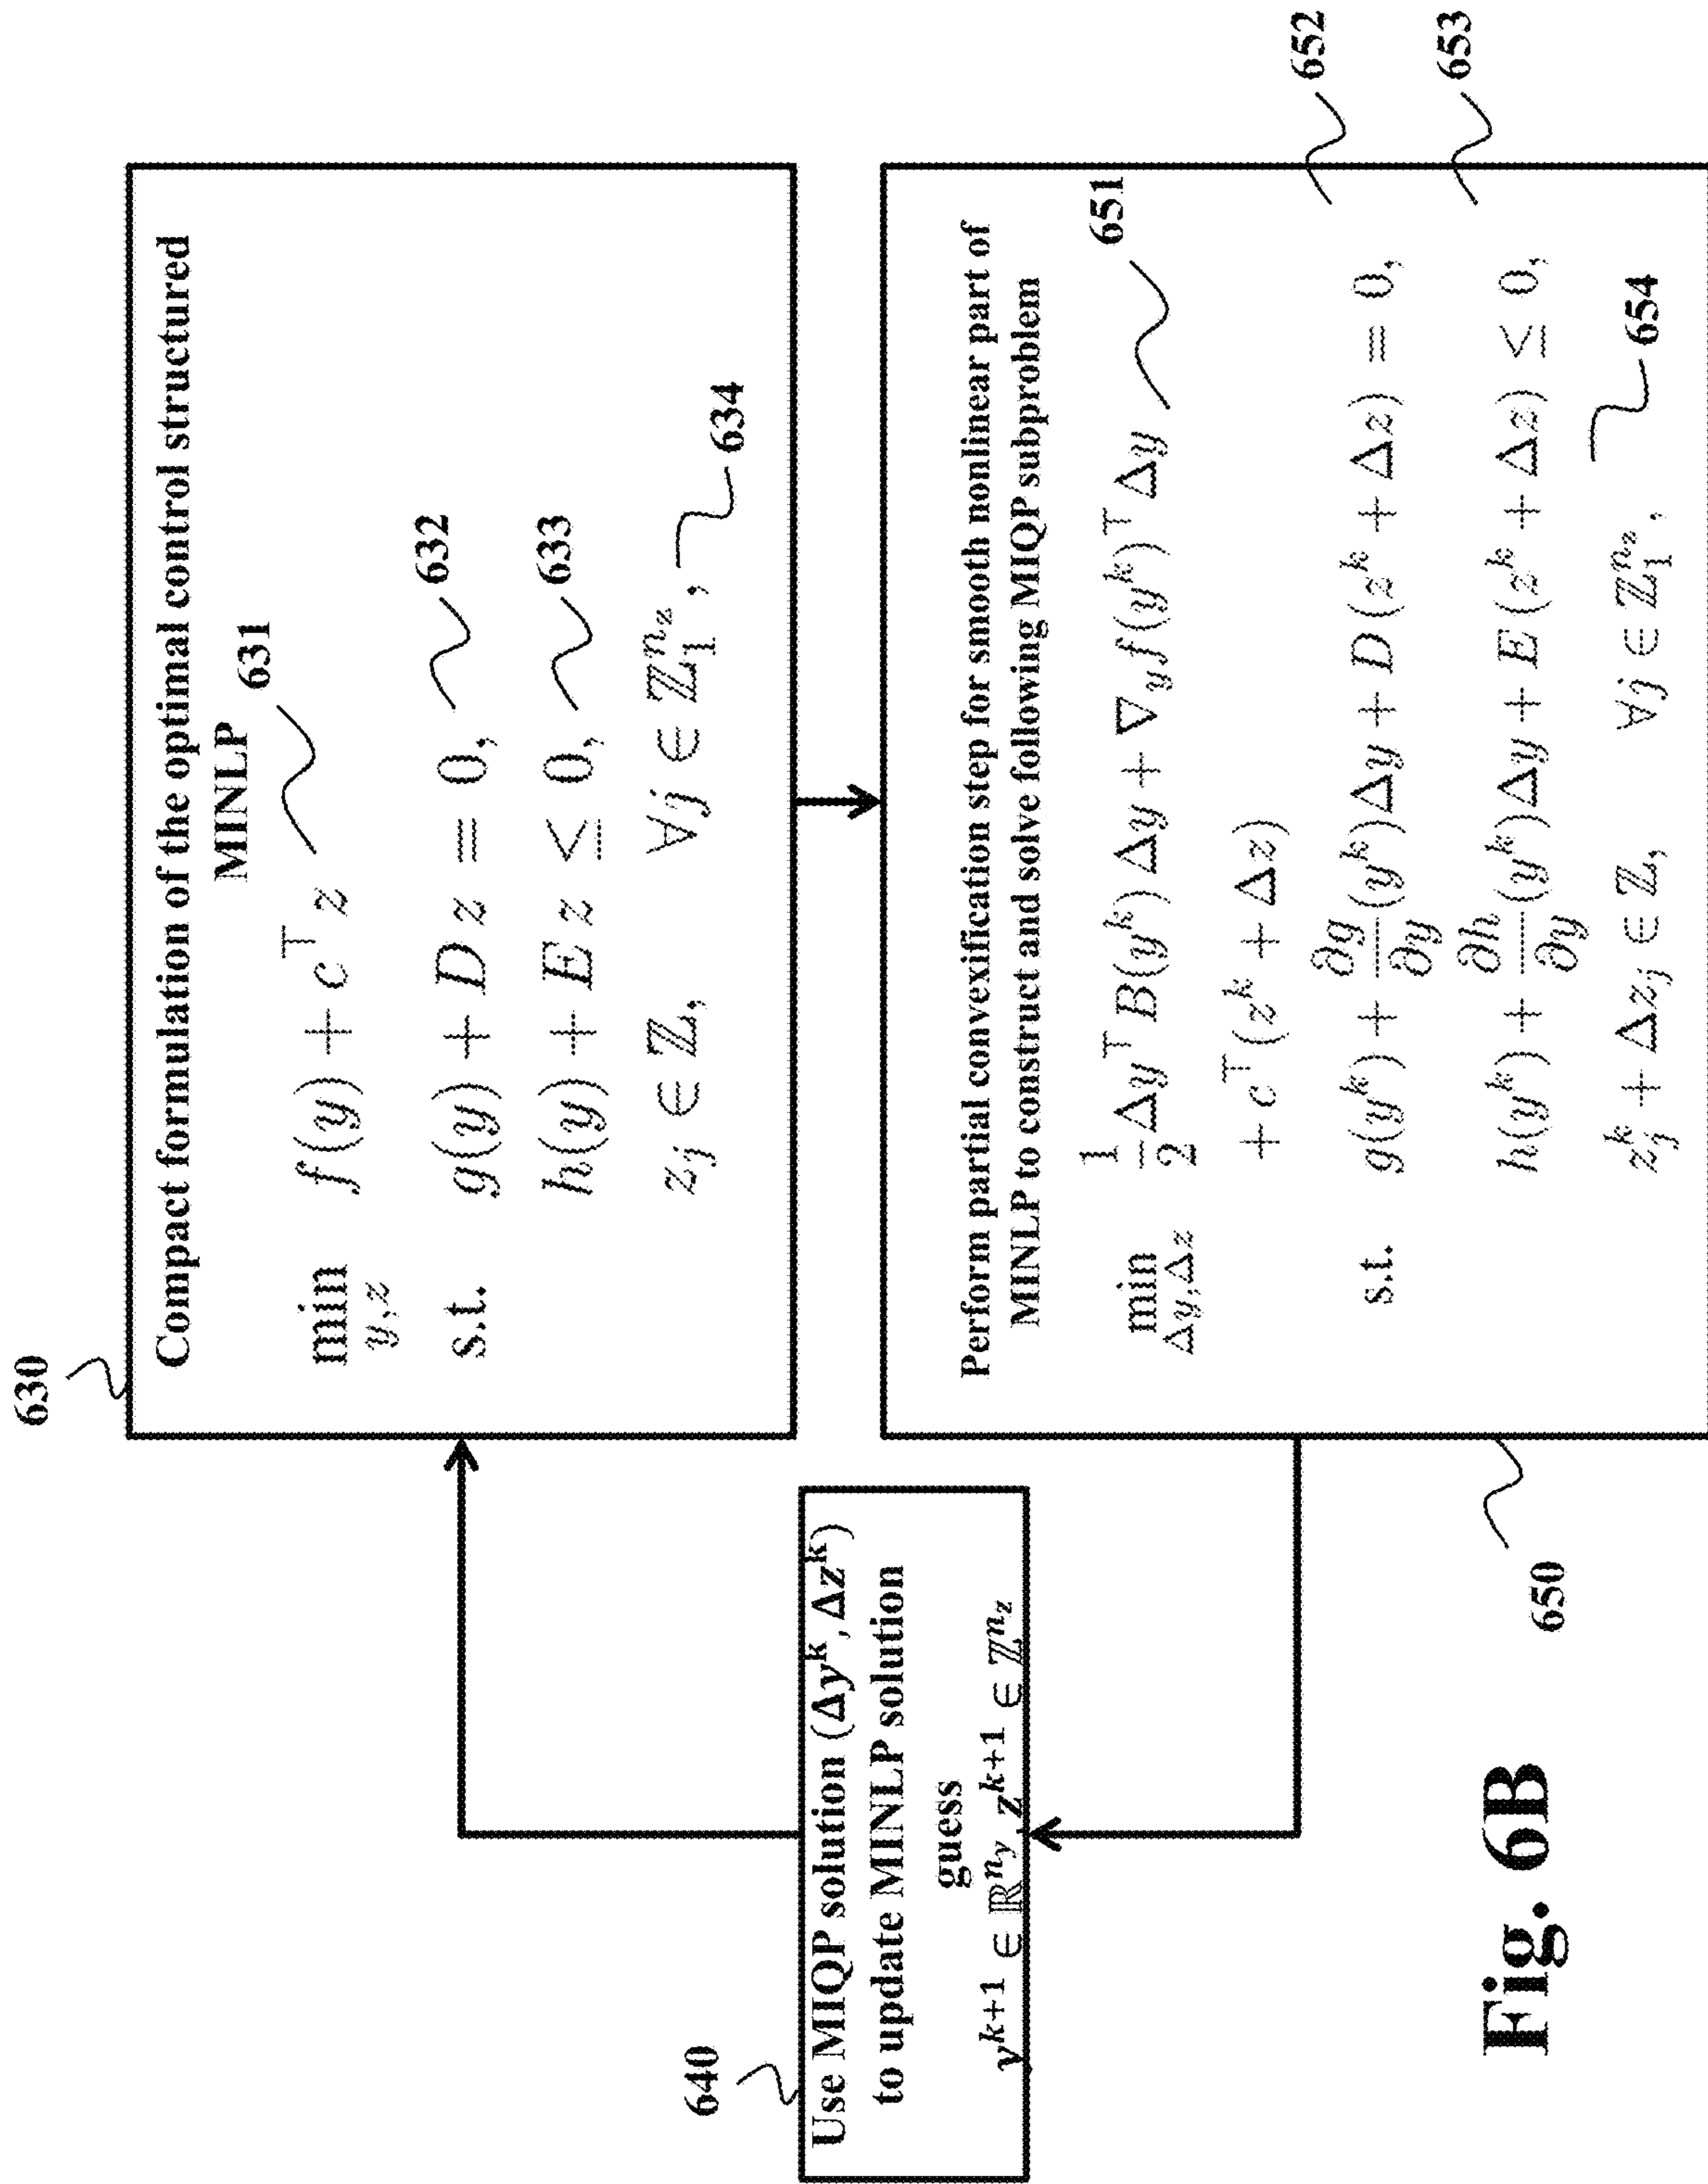 630
Compact formulation of the optimal control structured
MINLP
631
min f(y) + c⊤ z
y,z
s.t. g(y) + D z = 0,
632
h(y) + E z ≤ 0,
633
z_j ∈ ℤ, ∀j ∈ ℤ_1^{n_z},
634
Perform partial convexification step for smooth nonlinear part of
MINLP to construct and solve following MIQP subproblem
651
min 1/2 Δy⊤ B(y^k) Δy + ∇_y f(y^k)⊤ Δy
Δy,Δz
+ c⊤(z^k + Δz)
s.t. g(y^k) + ∂g/∂y (y^k)Δy + D(z^k + Δz) = 0,
652
h(y^k) + ∂h/∂y (y^k)Δy + E(z^k + Δz) ≤ 0,
653
z_j^k + Δz_j ∈ ℤ, ∀j ∈ ℤ_1^{n_z},
654
650
640
Use MIQP solution (Δy^k, Δz^k)
to update MINLP solution
guess
y^{k+1} ∈ ℝ^{n_y}, z^{k+1} ∈ ℤ^{n_z}
Fig. 6B